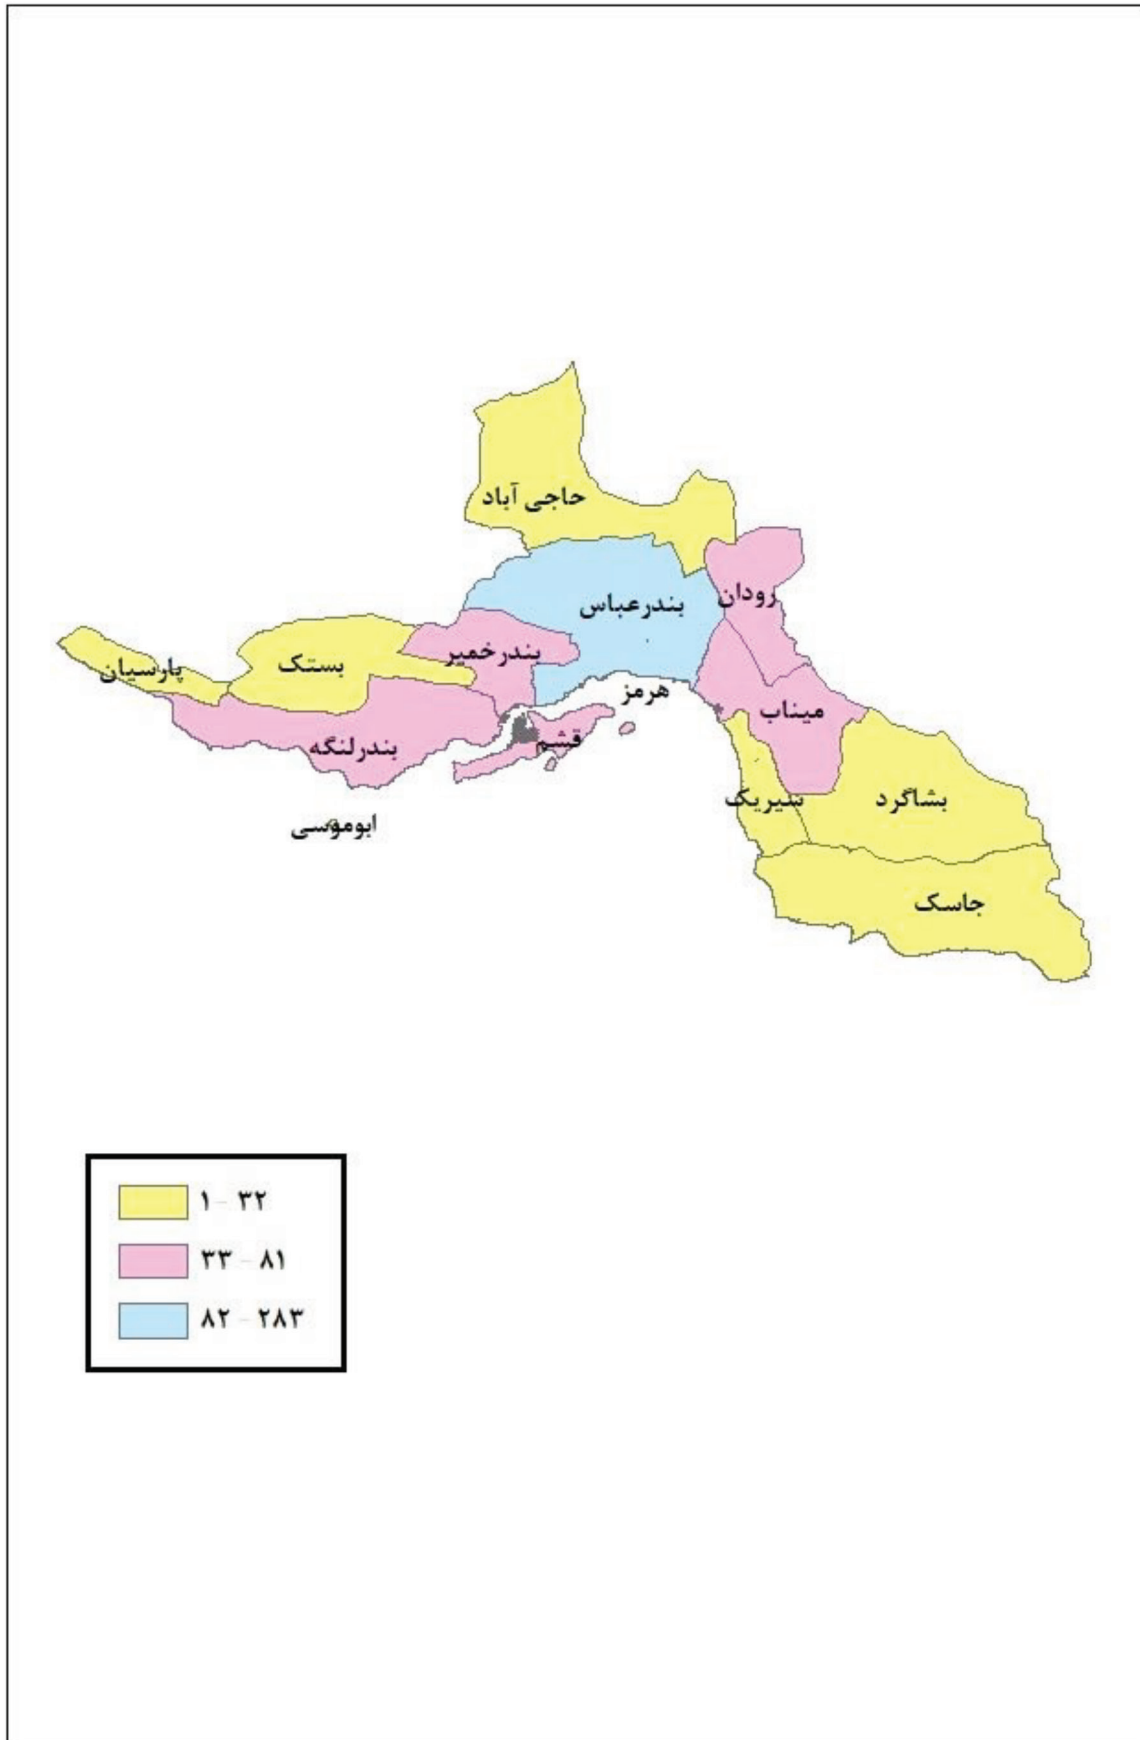 حاجی آباد
رودان
بندرعباس
بندرخمیر
بستک
پارسیان
هرمز
میناب
قشم
بندرلنگه
سیریک
بشاگرد
ابوموسی
جاسک
۱ - ۳۲
۳۳ - ۸۱
۸۲ - ۲۸۳